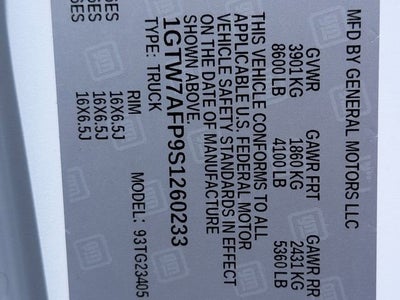 MFD BY GENERAL MOTORS LLC
GVWR GAWR FRT GAWR RR
3901 KG 1860 KG 2431 KG
8600 LB 4100 LB 5360 LB
THIS VEHICLE CONFORMS TO ALL
APPLICABLE U.S. FEDERAL MOTOR
VEHICLE SAFETY STANDARDS IN EFFECT
ON THE DATE OF MANUFACTURE
SHOWN ABOVE.
1GTW7AFP9S1260233
TYPE: TRUCK MODEL: 93TG23405
RIM
16X6.5J
16X6.5J
16X6.5J
gm